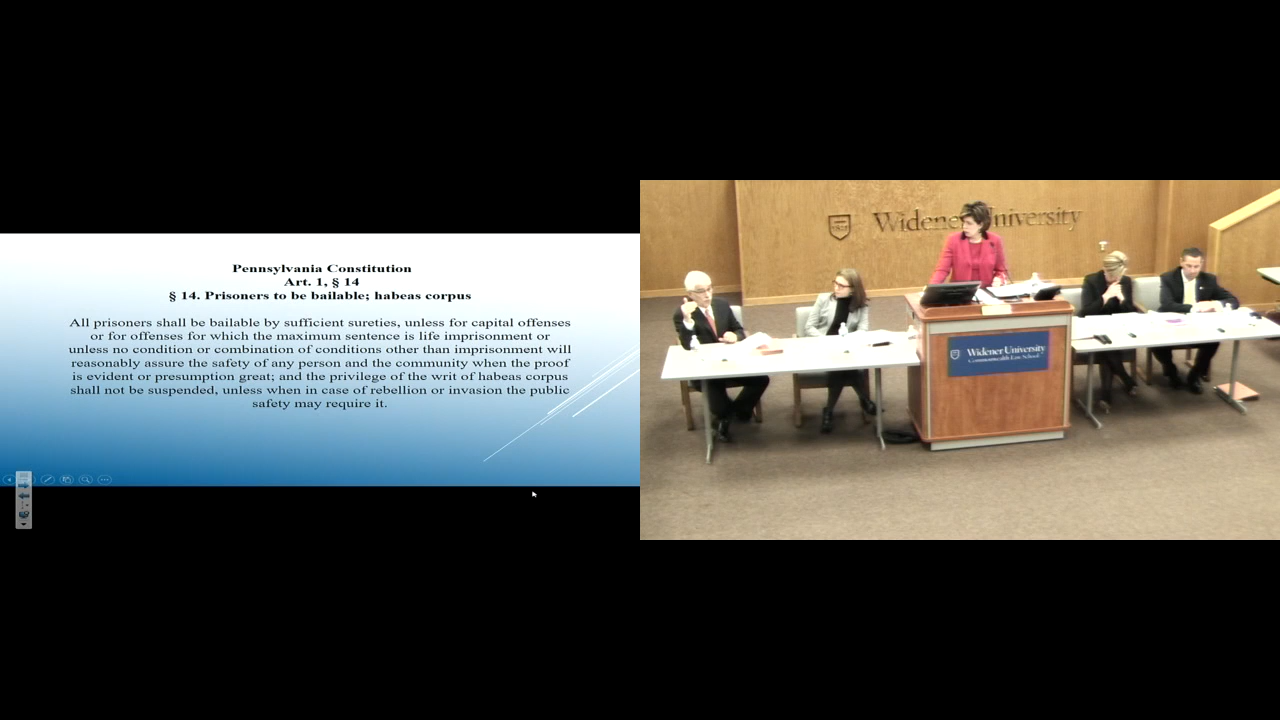 Pennsylvania Constitution
Art. 1, § 14
§ 14. Prisoners to be bailable; habeas corpus
All prisoners shall be bailable by sufficient sureties, unless for capital offenses
or for offenses for which the maximum sentence is life imprisonment or
unless no condition or combination of conditions other than imprisonment will
reasonably assure the safety of any person and the community when the proof
is evident or presumption great; and the privilege of the writ of habeas corpus
shall not be suspended, unless when in case of rebellion or invasion the public
safety may require it.
Widener University
Widener University
Commonwealth Law School